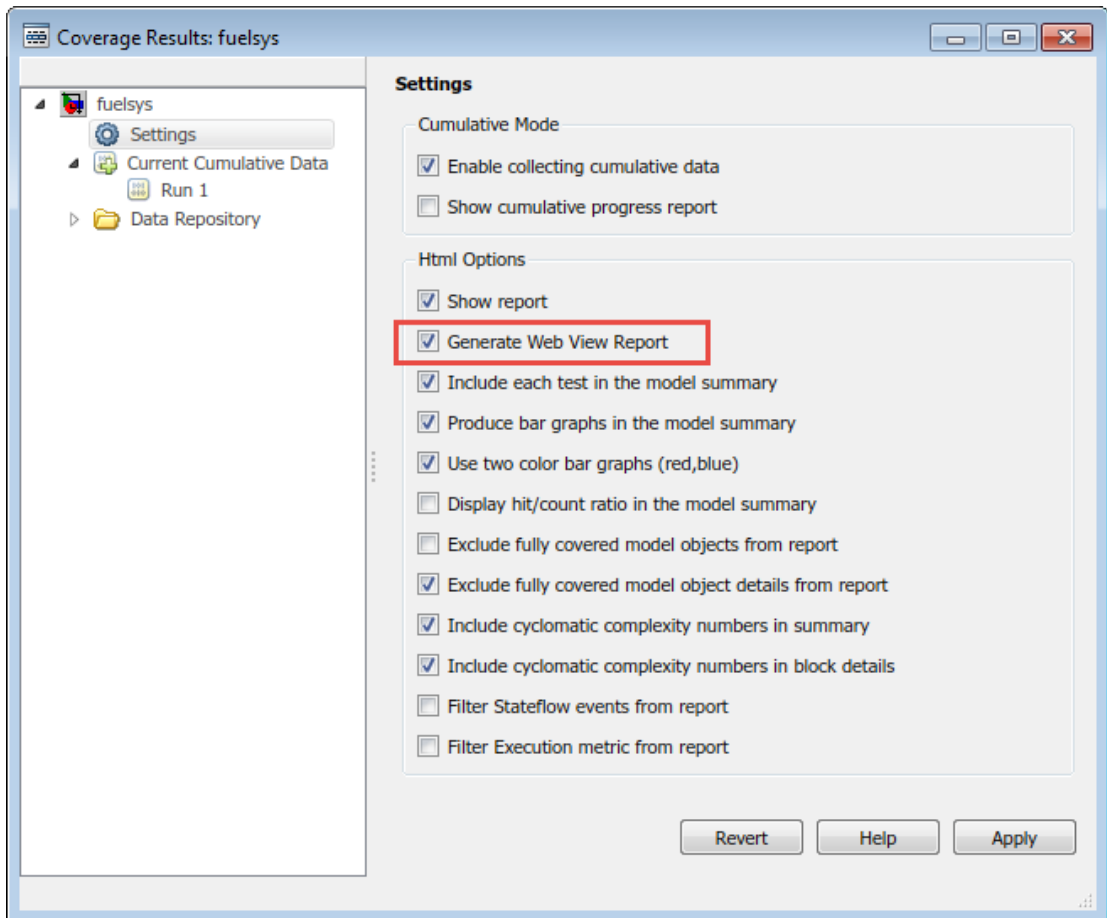 Coverage Results: fuelsys
fuelsys
Settings
Current Cumulative Data
Run 1
Data Repository
Settings
Cumulative Mode
Enable collecting cumulative data
Show cumulative progress report
Html Options
Show report
Generate Web View Report
Include each test in the model summary
Produce bar graphs in the model summary
Use two color bar graphs (red,blue)
Display hit/count ratio in the model summary
Exclude fully covered model objects from report
Exclude fully covered model object details from report
Include cyclomatic complexity numbers in summary
Include cyclomatic complexity numbers in block details
Filter Stateflow events from report
Filter Execution metric from report
Revert Help Apply